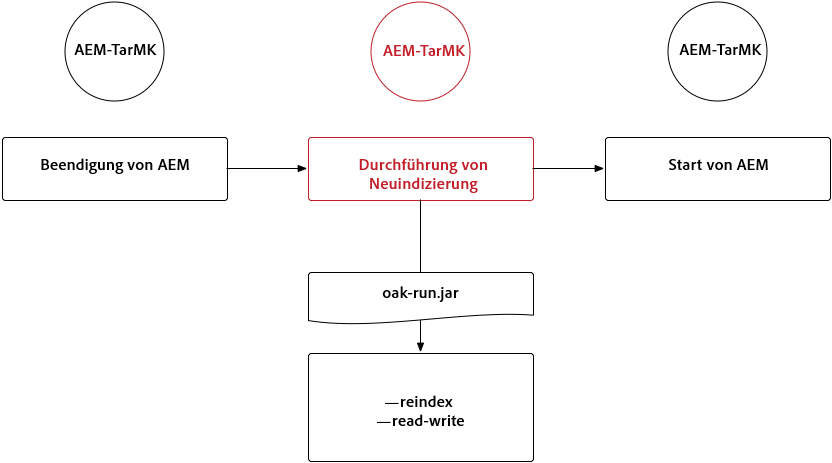 AEM-TarMK
AEM-TarMK
AEM-TarMK
Beendigung von AEM
Durchführung von
Neuindizierung
Start von AEM
oak-run.jar
—reindex
—read-write